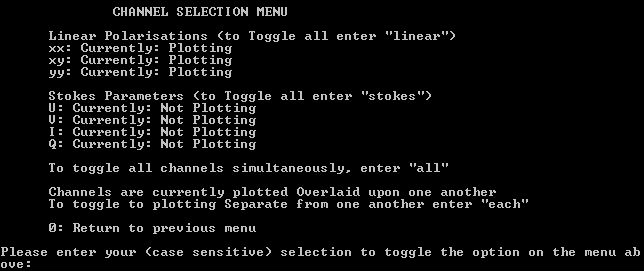 CHANNEL SELECTION MENU
Linear Polarisations (to Toggle all enter "linear")
xx: Currently: Plotting
xy: Currently: Plotting
yy: Currently: Plotting
Stokes Parameters (to Toggle all enter "stokes")
U: Currently: Not Plotting
V: Currently: Not Plotting
I: Currently: Not Plotting
Q: Currently: Not Plotting
To toggle all channels simultaneously, enter "all"
Channels are currently plotted Overlaid upon one another
To toggle to plotting Separate from one another enter "each"
0: Return to previous menu
Please enter your (case sensitive) selection to toggle the option on the menu ab
ove: